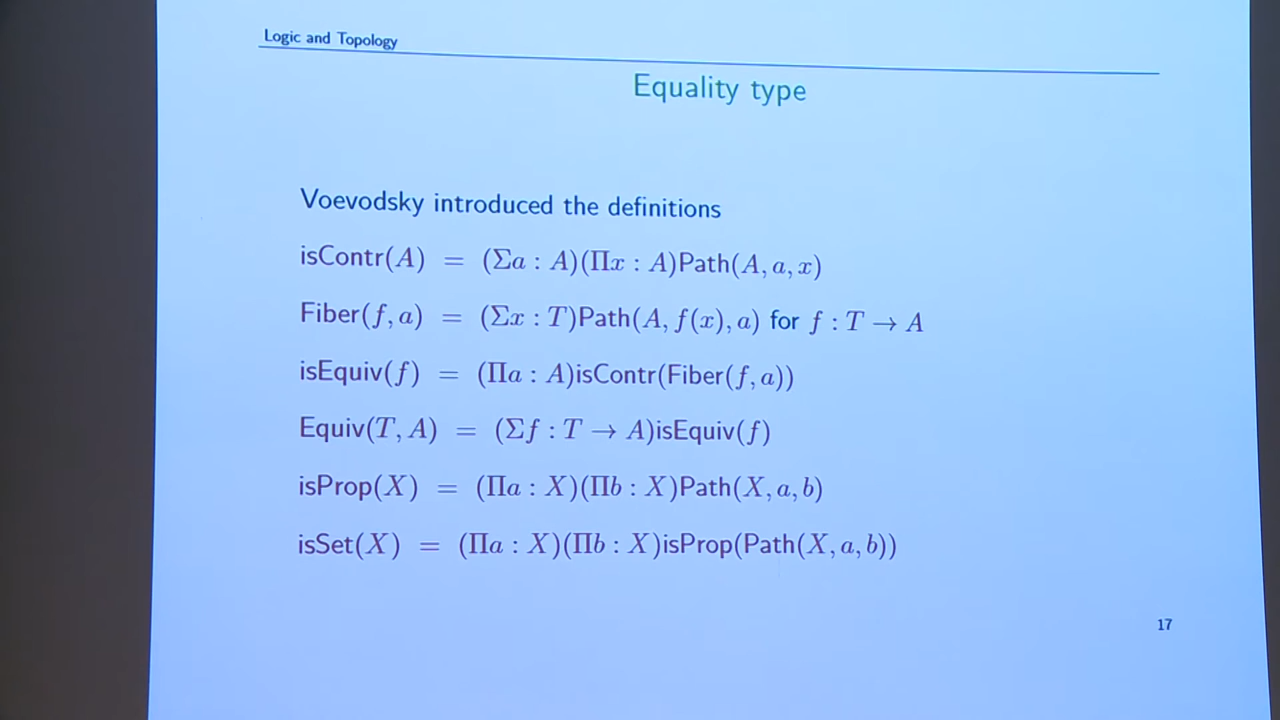 Logic and Topology
Equality type
Voevodsky introduced the definitions
isContr(A) = (Σa : A)(Πx : A)Path(A, a, x)
Fiber(f, a) = (Σx : T)Path(A, f(x), a) for f : T → A
isEquiv(f) = (Πa : A)isContr(Fiber(f, a))
Equiv(T, A) = (Σf : T → A)isEquiv(f)
isProp(X) = (Πa : X)(Πb : X)Path(X, a, b)
isSet(X) = (Πa : X)(Πb : X)isProp(Path(X, a, b))
17